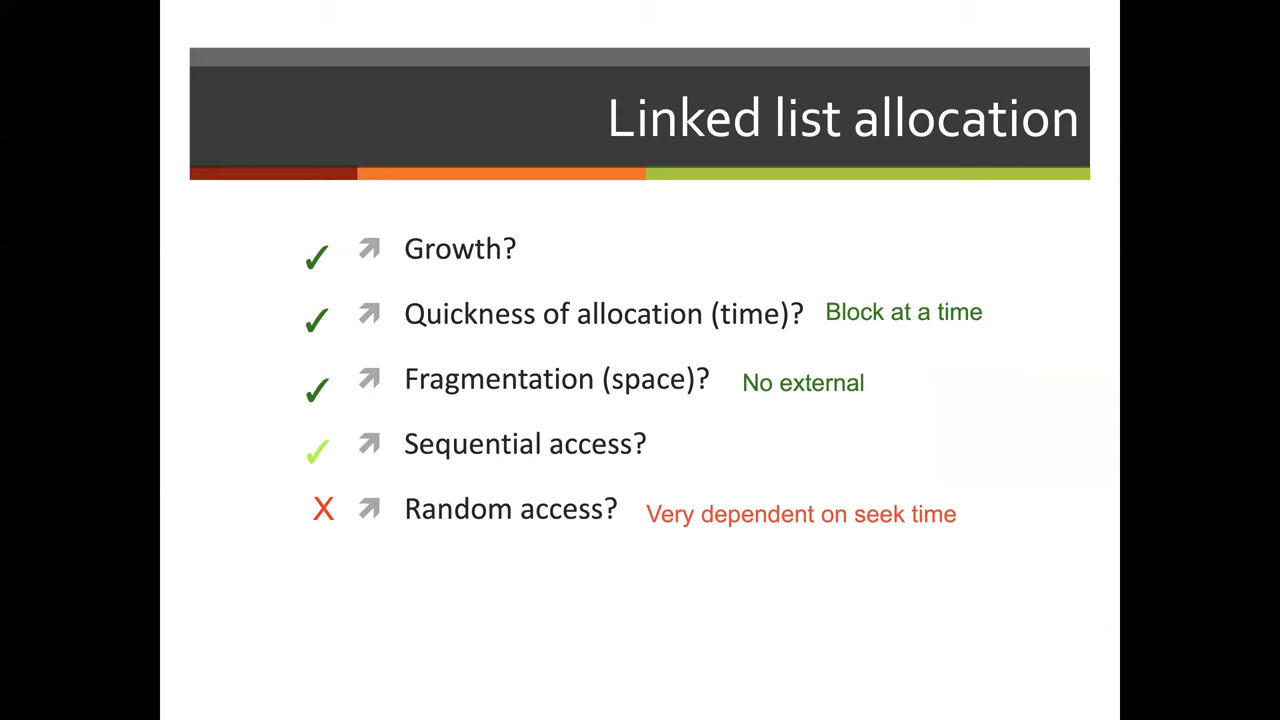 Linked list allocation
✓ Growth?
✓ Quickness of allocation (time)? Block at a time
✓ Fragmentation (space)? No external
✓ Sequential access?
X Random access? Very dependent on seek time